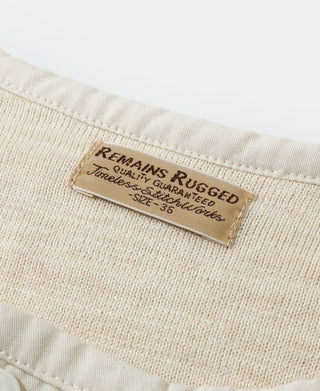 REMAINS RUGGED
QUALITY GUARANTEED
Timeless StitchWorks
-SIZE-36